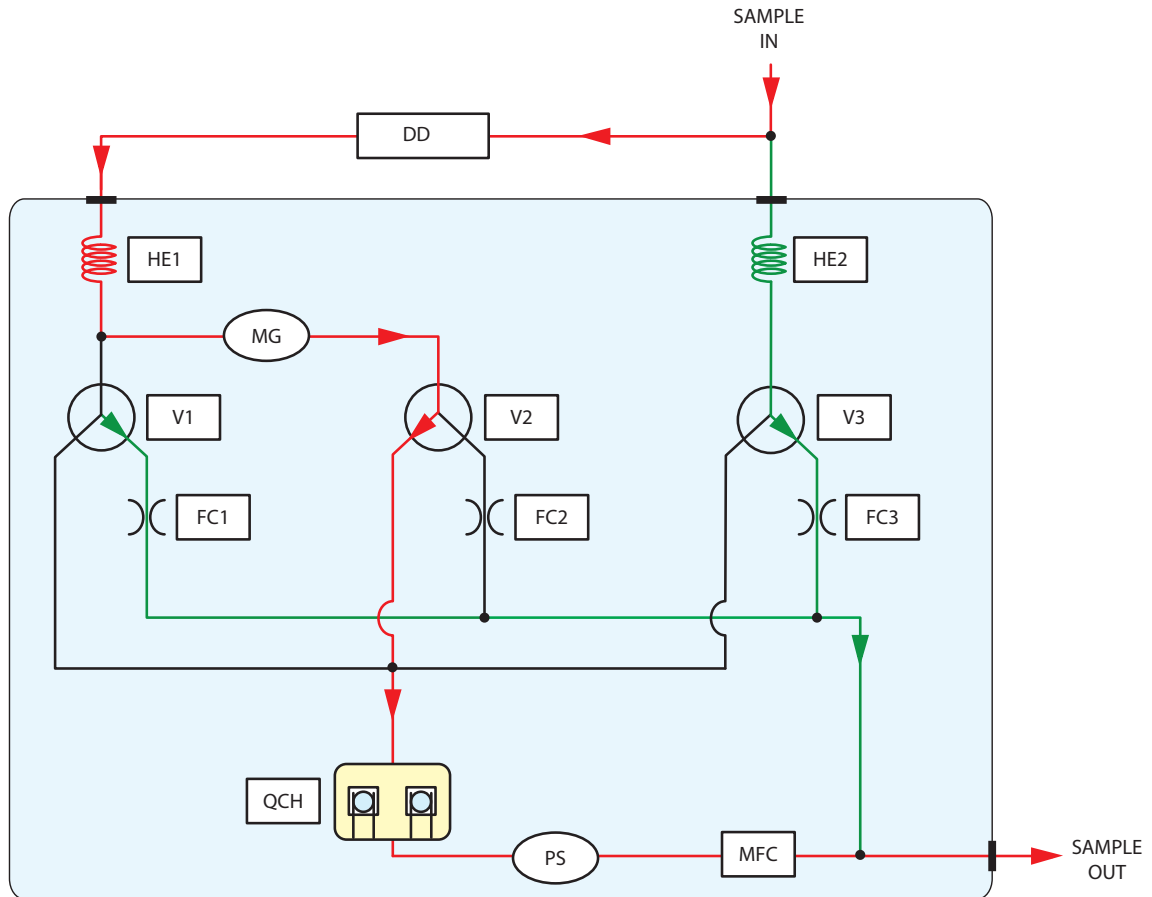 SAMPLE
IN
DD
HE1
HE2
MG
V1
V2
V3
FC1
FC2
FC3
QCH
PS
MFC
SAMPLE
OUT